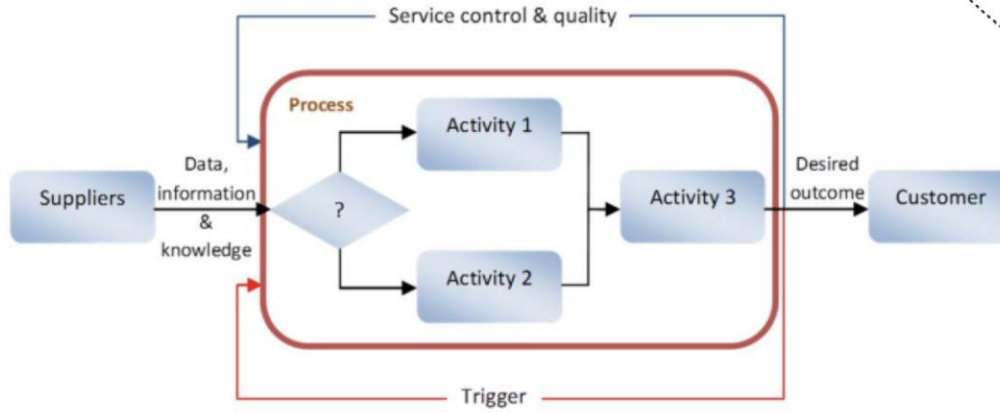 Service control & quality
Process
Activity 1
Data,
information
&
knowledge
Suppliers
?
Activity 3
Desired
outcome
Customer
Activity 2
Trigger